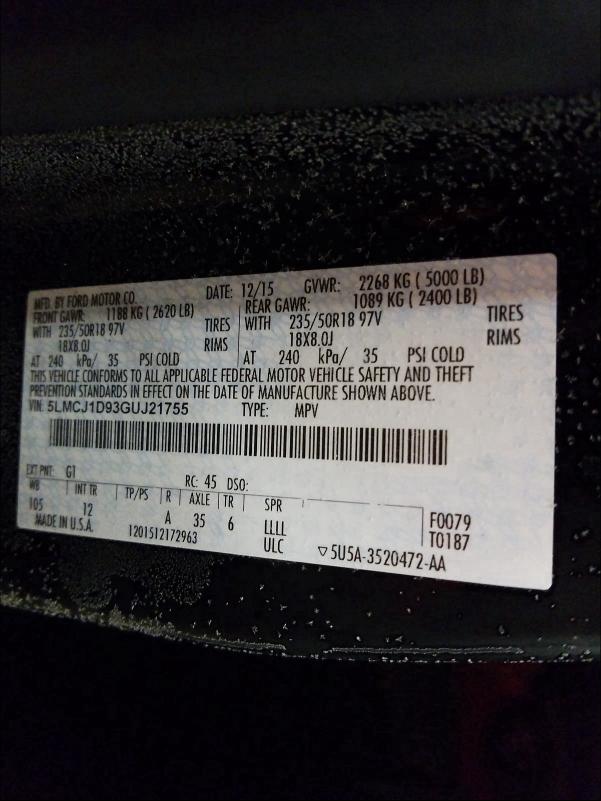 MFD. BY FORD MOTOR CO. DATE: 12/15 GVWR: 2268 KG ( 5000 LB)
FRONT GAWR: 1188 KG ( 2620 LB) REAR GAWR: 1089 KG ( 2400 LB)
WITH 235/50R18 97V TIRES WITH 235/50R18 97V TIRES
18X8.0J RIMS 18X8.0J RIMS
AT 240 kPa/ 35 PSI COLD AT 240 kPa/ 35 PSI COLD
THIS VEHICLE CONFORMS TO ALL APPLICABLE FEDERAL MOTOR VEHICLE SAFETY AND THEFT
PREVENTION STANDARDS IN EFFECT ON THE DATE OF MANUFACTURE SHOWN ABOVE.
VIN: 5LMCJ1D93GUJ21755 TYPE: MPV
EXT PNT: G1 RC: 45 DSO:
WB INT TR TP/PS R AXLE TR SPR
105 12 A 35 6 LLLL F0079
MADE IN U.S.A. 1201512172963 ULC T0187
▽5U5A-3520472-AA